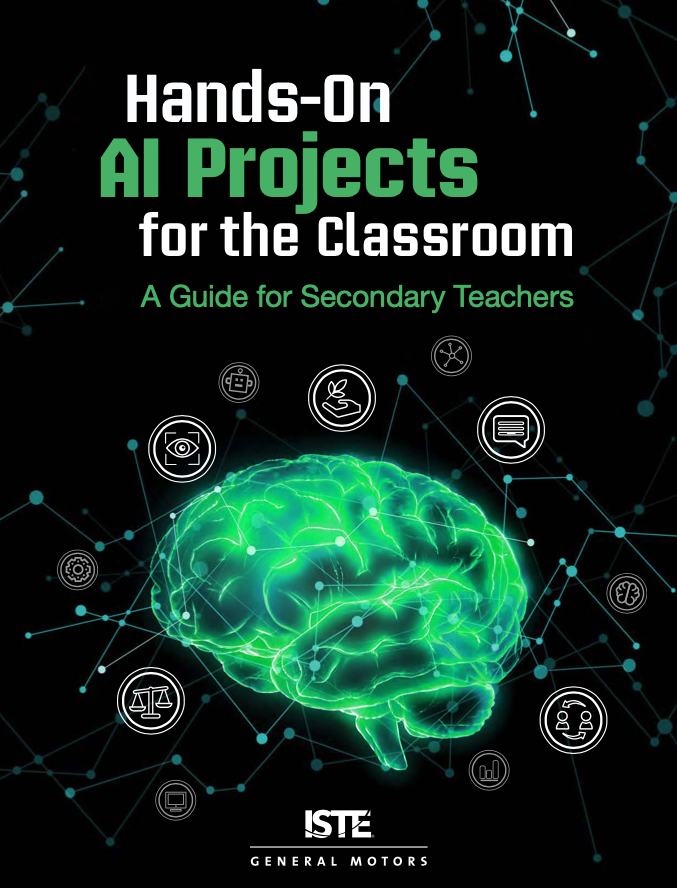 Hands-On
AI Projects
for the Classroom
A Guide for Secondary Teachers
ISTE
GENERAL MOTORS